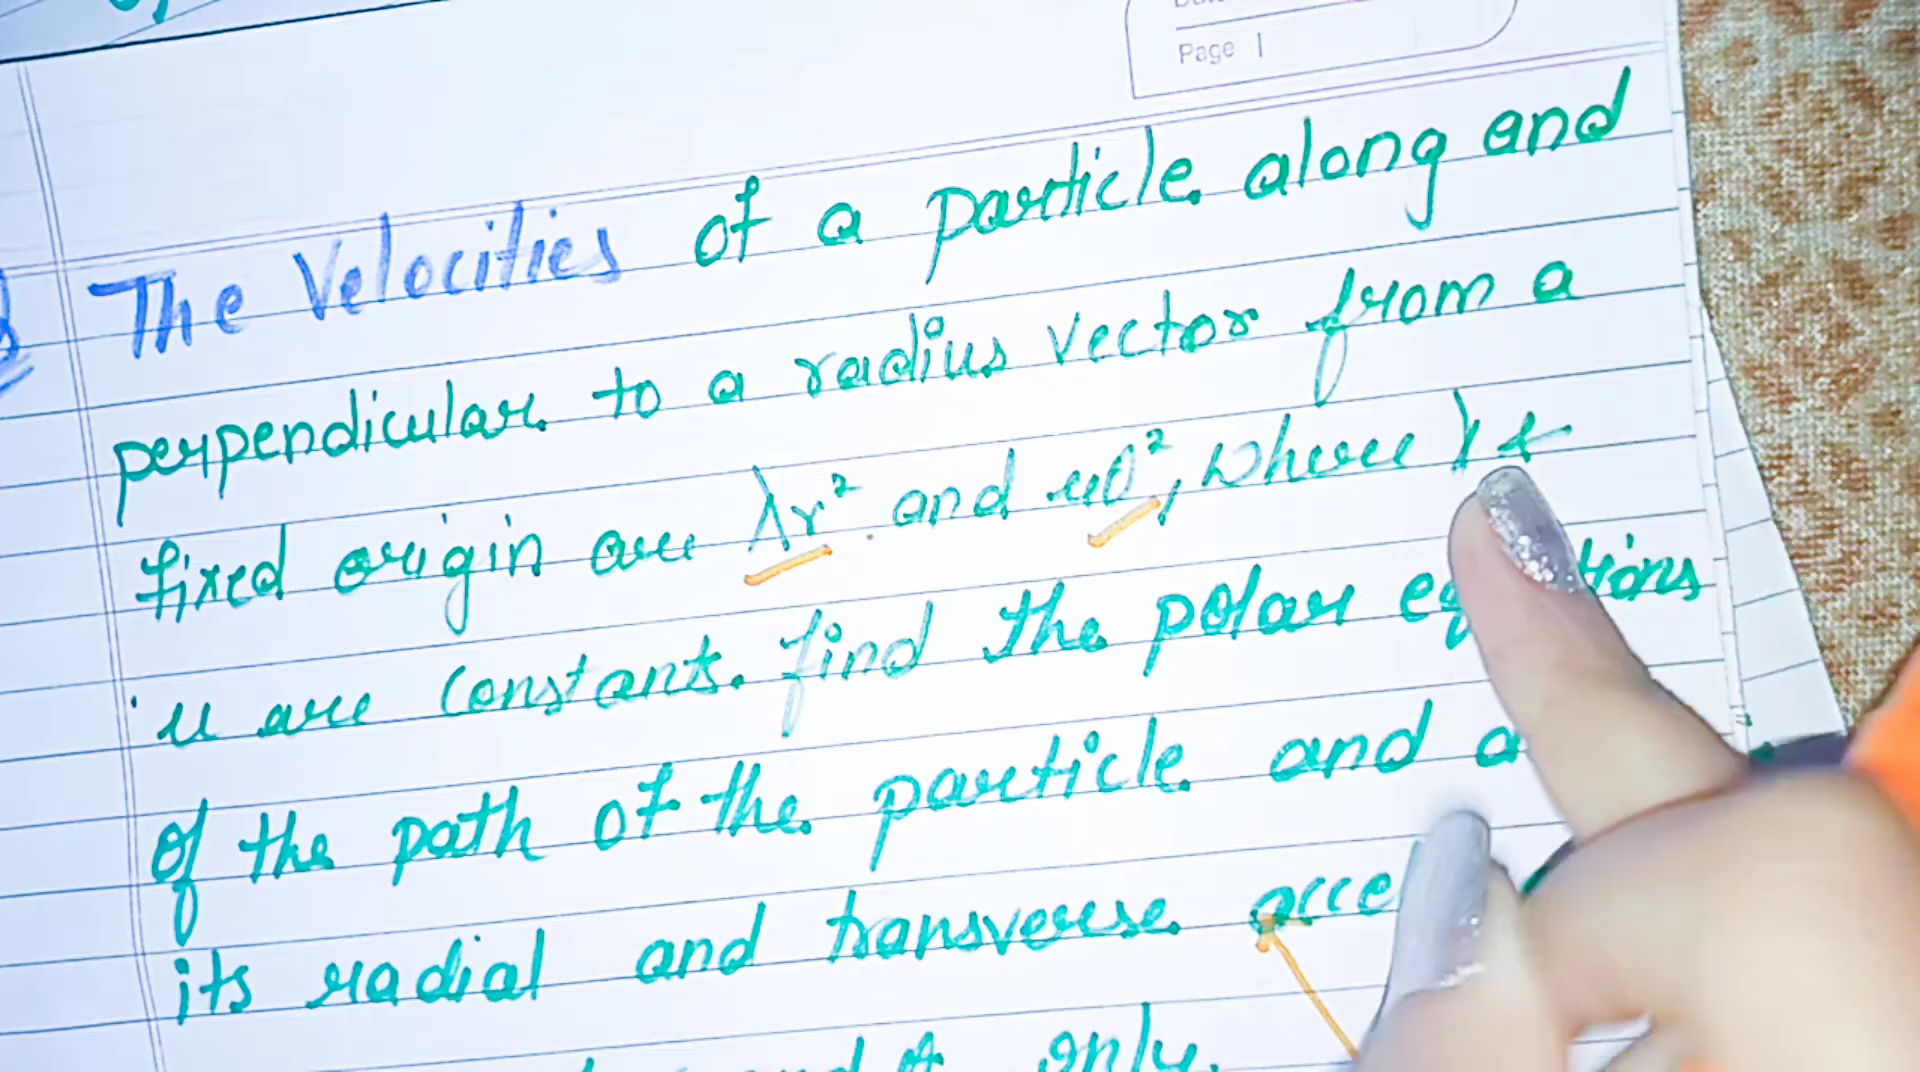 Page 1
The Velocities of a particle along and
perpendicular to a radius vector from a
fixed origin are λr² and μθ², where λ &
μ are constant. find the polar equations
of the path of the particle and
its radial and transverse acce
only.